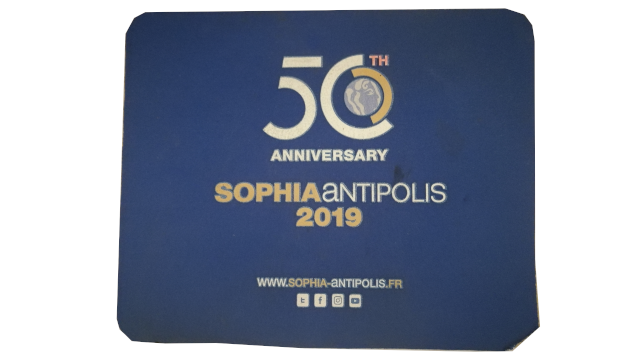 50TH
ANNIVERSARY
SOPHIAaNTIPOLIS
2019
WWW.SOPHIA-aNTIPOLIS.FR